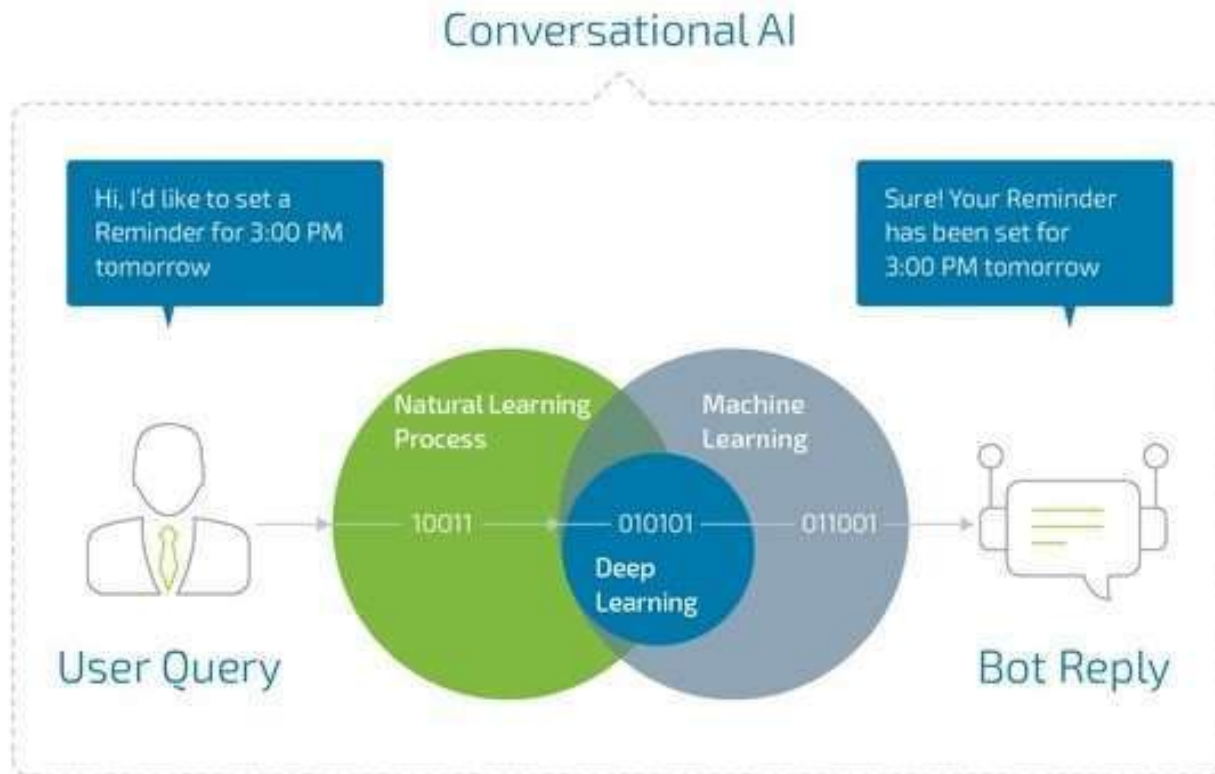 Conversational AI
Hi, I'd like to set a
Reminder for 3:00 PM
tomorrow
Sure! Your Reminder
has been set for
3:00 PM tomorrow
Natural Learning
Process
Machine
Learning
10011
010101
011001
Deep
Learning
User Query
Bot Reply